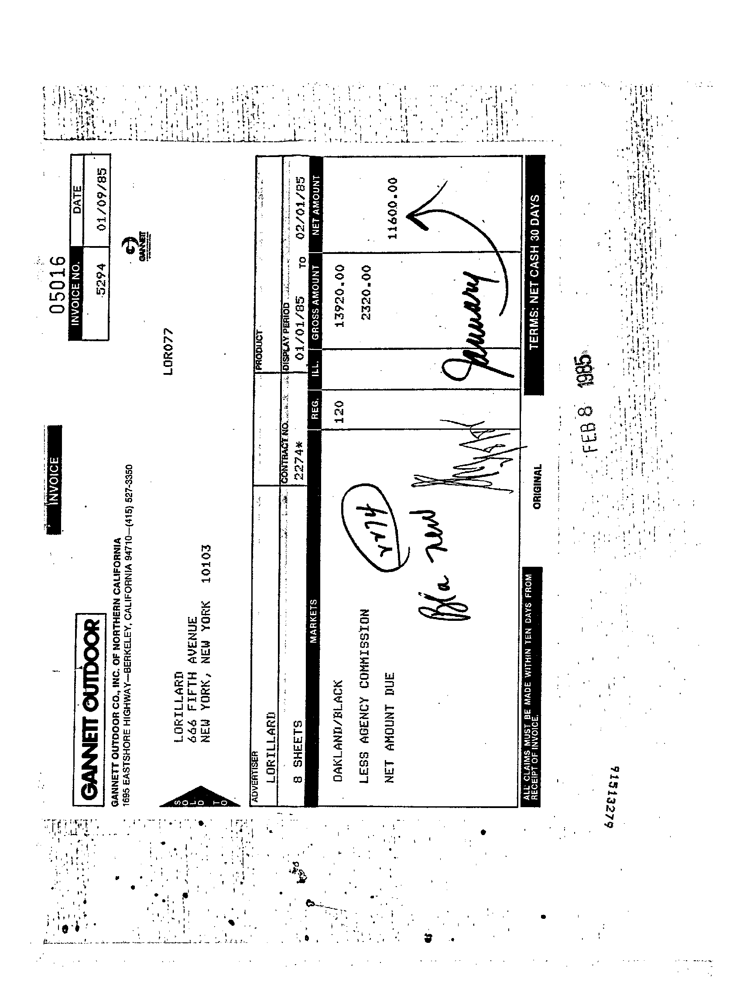 INVOICE
05016
GANNETT OUTDOOR
INVOICE NO. DATE
5294 01/09/85
GANNETT OUTDOOR CO., INC. OF NORTHERN CALIFORNIA
1695 EASTSHORE HIGHWAY—BERKELEY, CALIFORNIA 94710—(415) 527-3350
GANNETT
SOLD TO
LORILLARD
666 FIFTH AVENUE
NEW YORK, NEW YORK 10103
LOR077
ADVERTISER PRODUCT
LORILLARD
CONTRACT NO. DISPLAY PERIOD
8 SHEETS 2274* 01/01/85 TO 02/01/85
MARKETS REG. ILL. GROSS AMOUNT NET AMOUNT
OAKLAND/BLACK 120 13920.00
LESS AGENCY COMMISSION 2320.00
NET AMOUNT DUE 11600.00
new
January
ALL CLAIMS MUST BE MADE WITHIN TEN DAYS FROM
RECEIPT OF INVOICE.
ORIGINAL
TERMS: NET CASH 30 DAYS
FEB 8 1985
91513279